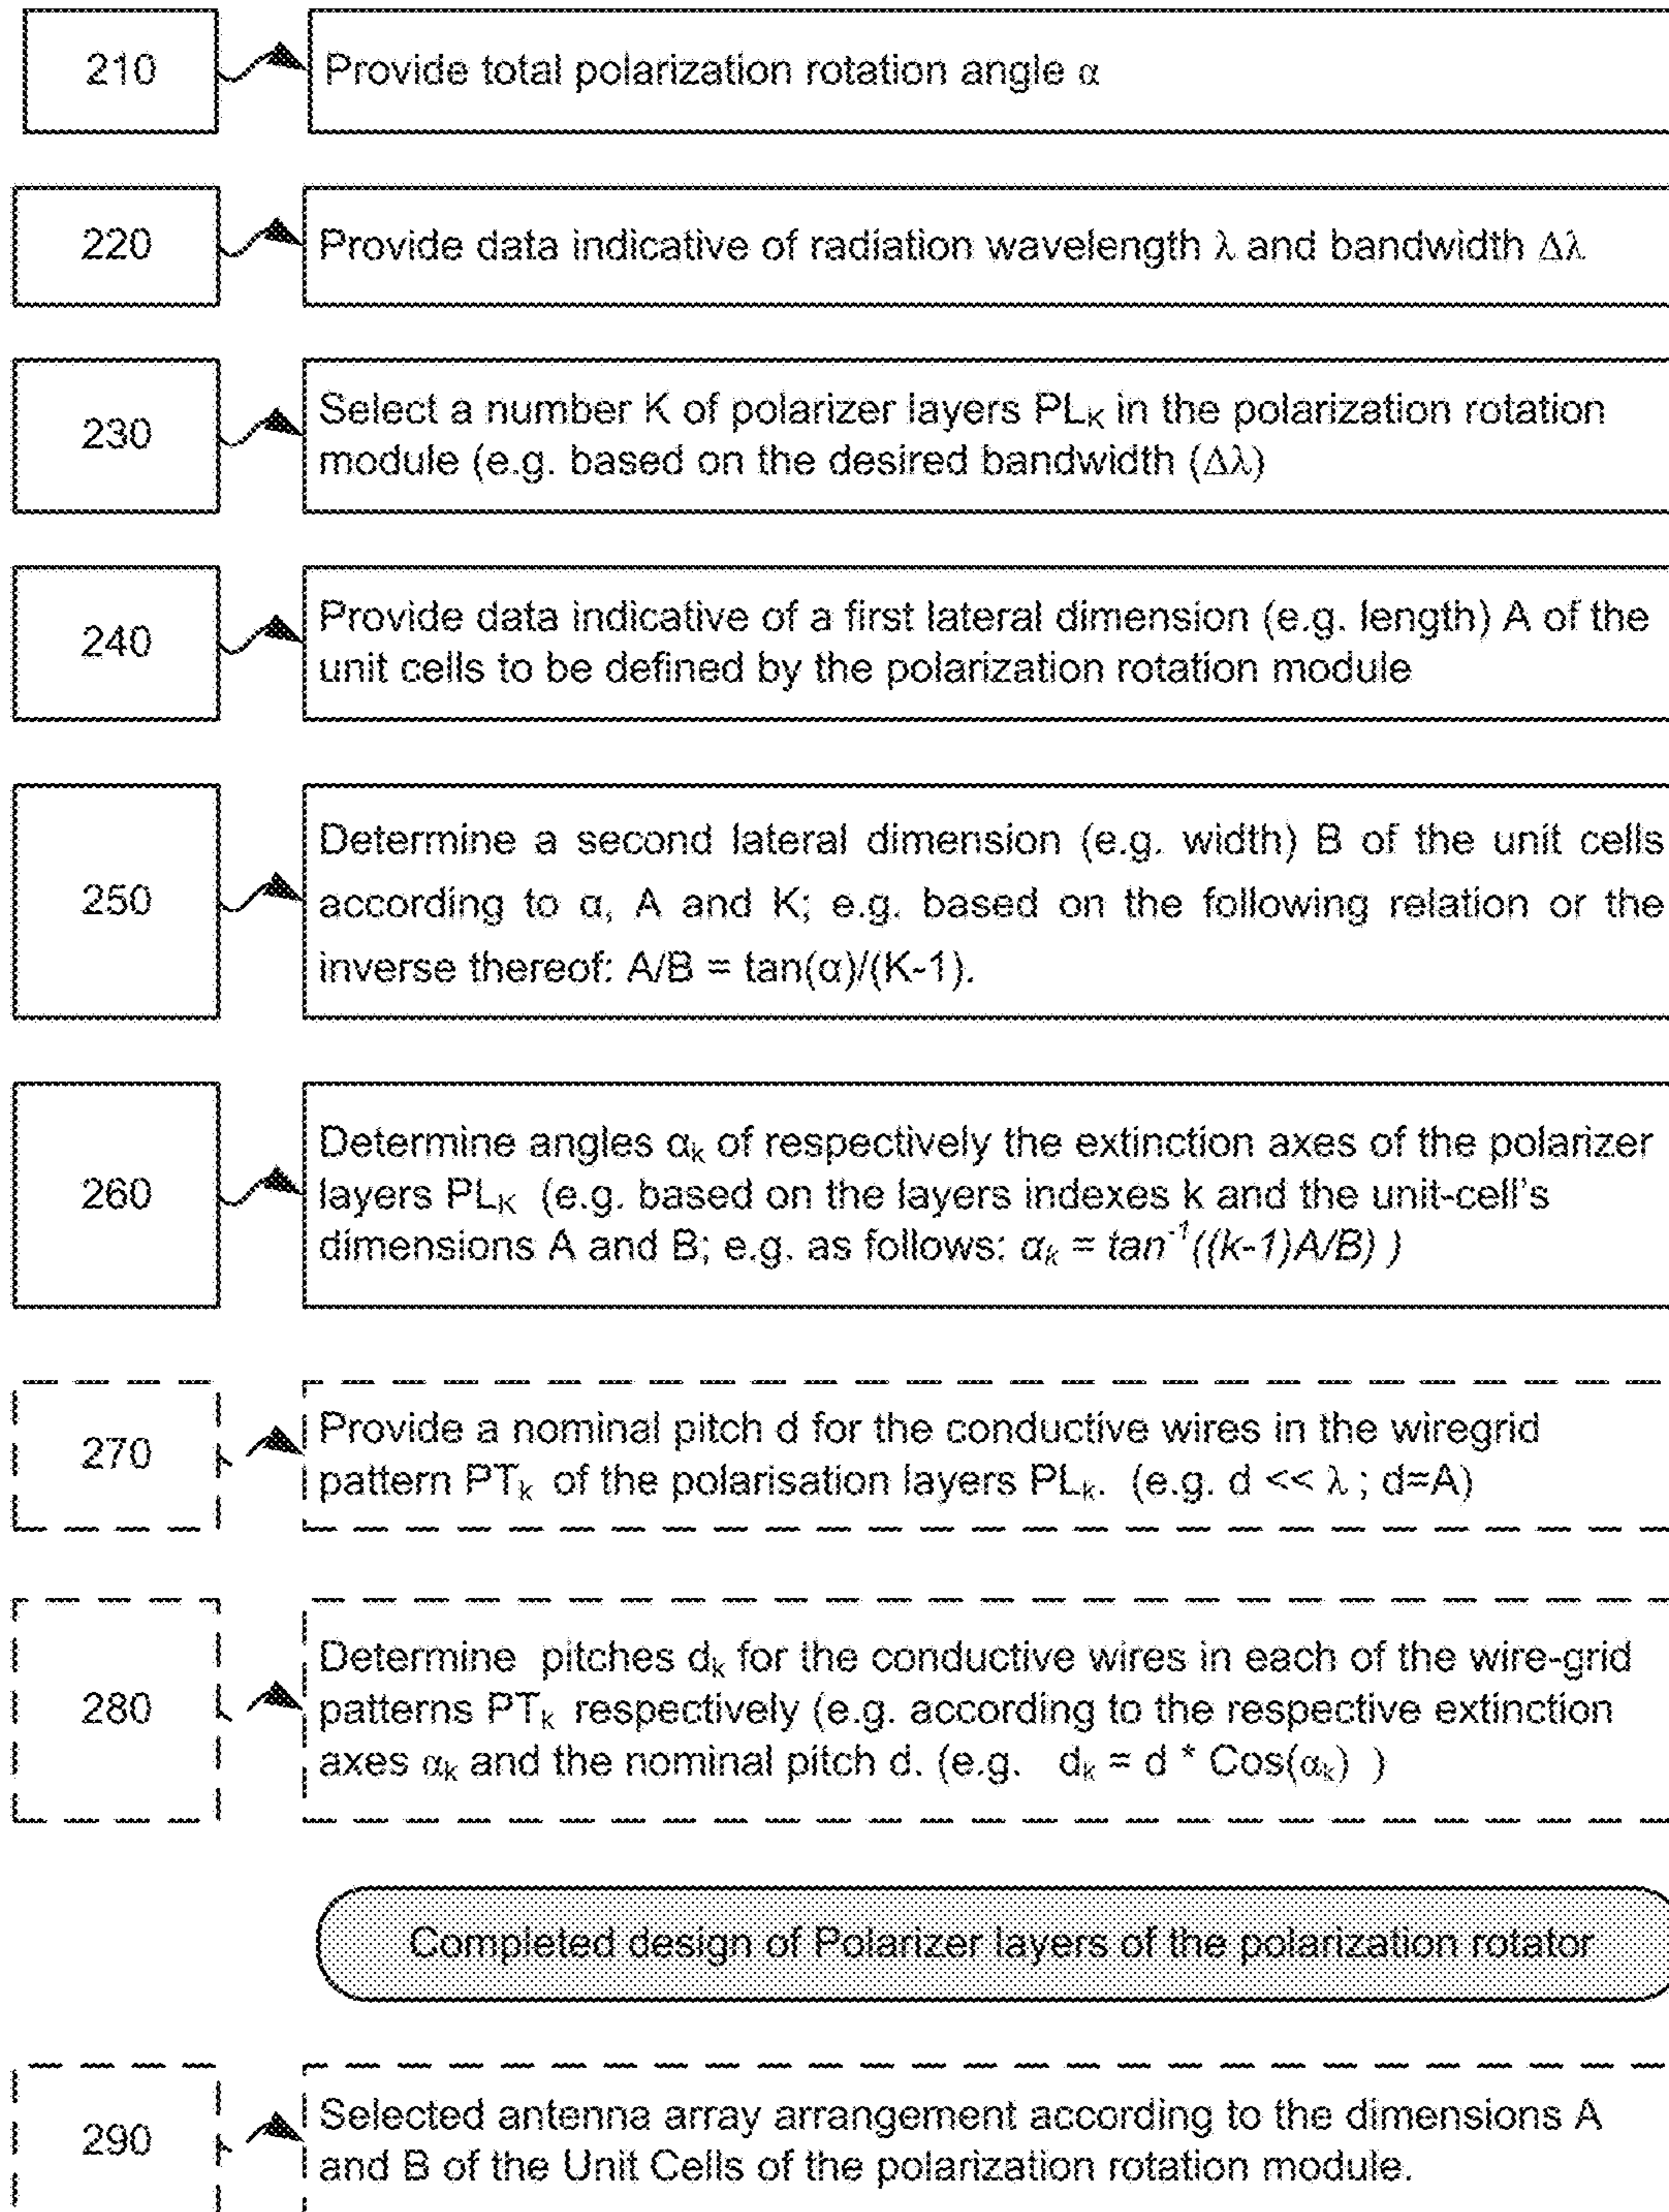 210
Provide total polarization rotation angle α
220
Provide data indicative of radiation wavelength λ and bandwidth Δλ
230
Select a number K of polarizer layers PLK in the polarization rotation
module (e.g. based on the desired bandwidth (Δλ)
240
Provide data indicative of a first lateral dimension (e.g. length) A of the
unit cells to be defined by the polarization rotation module
250
Determine a second lateral dimension (e.g. width) B of the unit cells
according to α, A and K; e.g. based on the following relation or the
inverse thereof: A/B = tan(α)/(K-1).
260
Determine angles αk of respectively the extinction axes of the polarizer
layers PLK (e.g. based on the layers indexes k and the unit-cell's
dimensions A and B; e.g. as follows: αk = tan⁻¹((k-1)A/B) )
270
Provide a nominal pitch d for the conductive wires in the wiregrid
pattern PTk of the polarisation layers PLk. (e.g. d << λ ; d=A)
280
Determine pitches dk for the conductive wires in each of the wire-grid
patterns PTk respectively (e.g. according to the respective extinction
axes αk and the nominal pitch d. (e.g. dk = d * Cos(αk) )
Completed design of Polarizer layers of the polarization rotator
290
Selected antenna array arrangement according to the dimensions A
and B of the Unit Cells of the polarization rotation module.